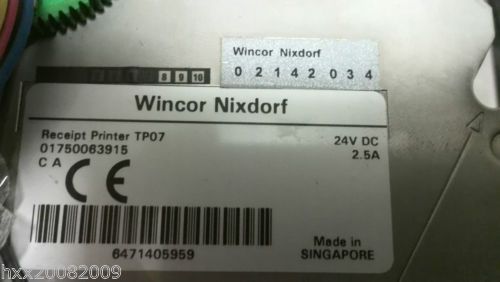 Wincor Nixdorf
0 2 1 4 2 0 3 4
8 9 10
Wincor Nixdorf
Receipt Printer TP07
24V DC
01750063915
2.5A
C A
CE
6471405959
Made in
SINGAPORE
hxx20082009